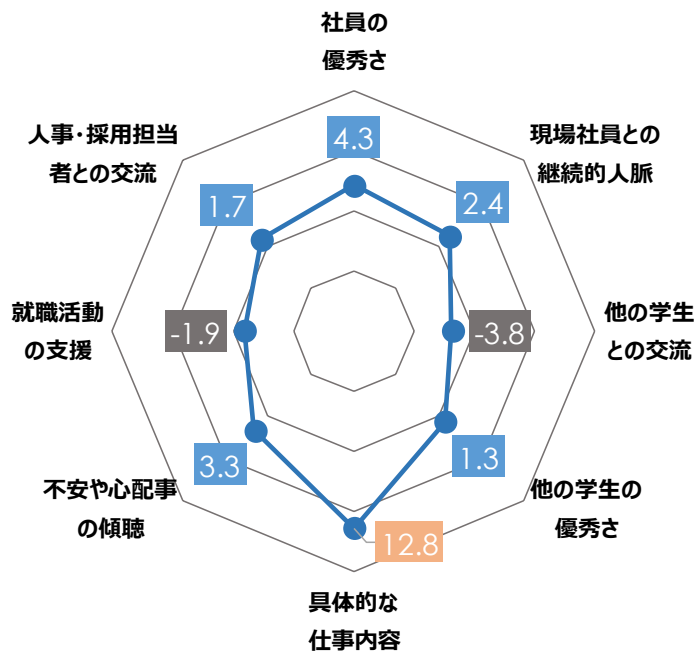 社員の
優秀さ
4.3
現場社員との
継続的人脈
2.4
他の学生
との交流
-3.8
他の学生の
優秀さ
1.3
具体的な
仕事内容
12.8
不安や心配事
の傾聴
3.3
就職活動
の支援
-1.9
人事・採用担当
者との交流
1.7